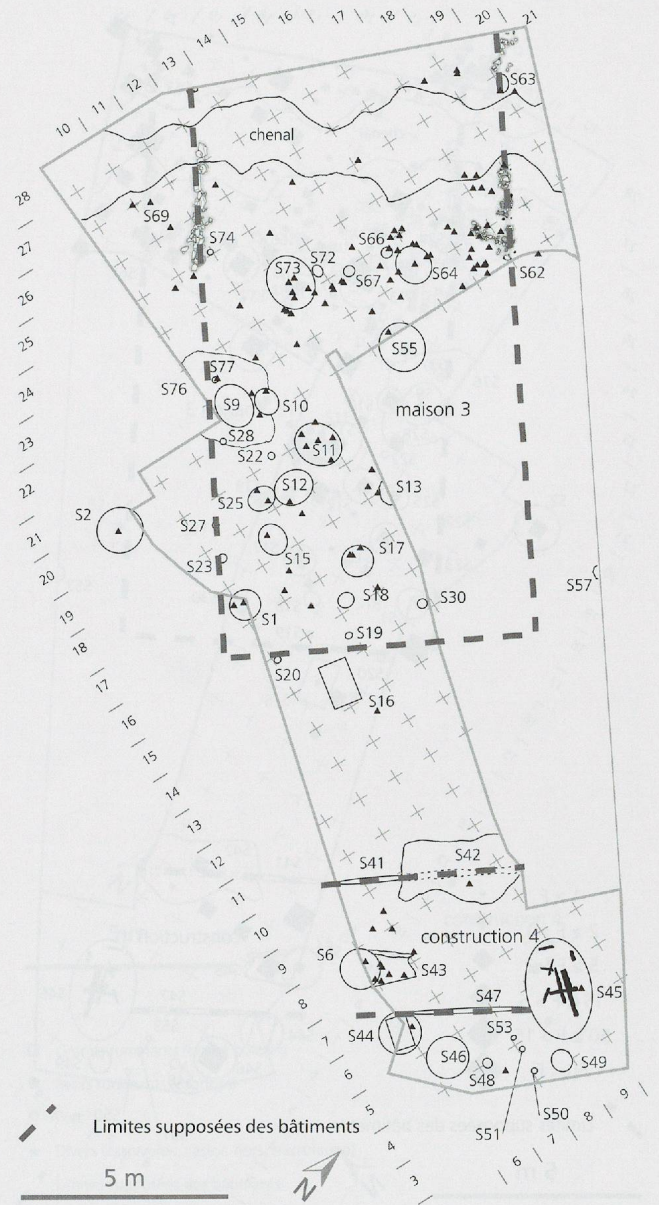 10 11 12 13 14 15 16 17 18 19 20 21
S63
chenal
28
S69
S74
S66
27
S72
S73
S67
S64
S62
26
25
S55
S77
S76
24
S9
S10
maison 3
S28
23
S11
S22
S12
22
S25
S13
S2
S27
21
S15
S17
20
S23
S57
S18
S30
19
S1
S19
18
S20
17
S16
16
15
14
13
12
S41
S42
11
10
construction 4
S6
9
S43
S47
S45
8
S44
S53
7
S46
S49
S48
6
S50
S51
5
4
3
6 7 8 9
Limites supposées des bâtiments
5 m
N